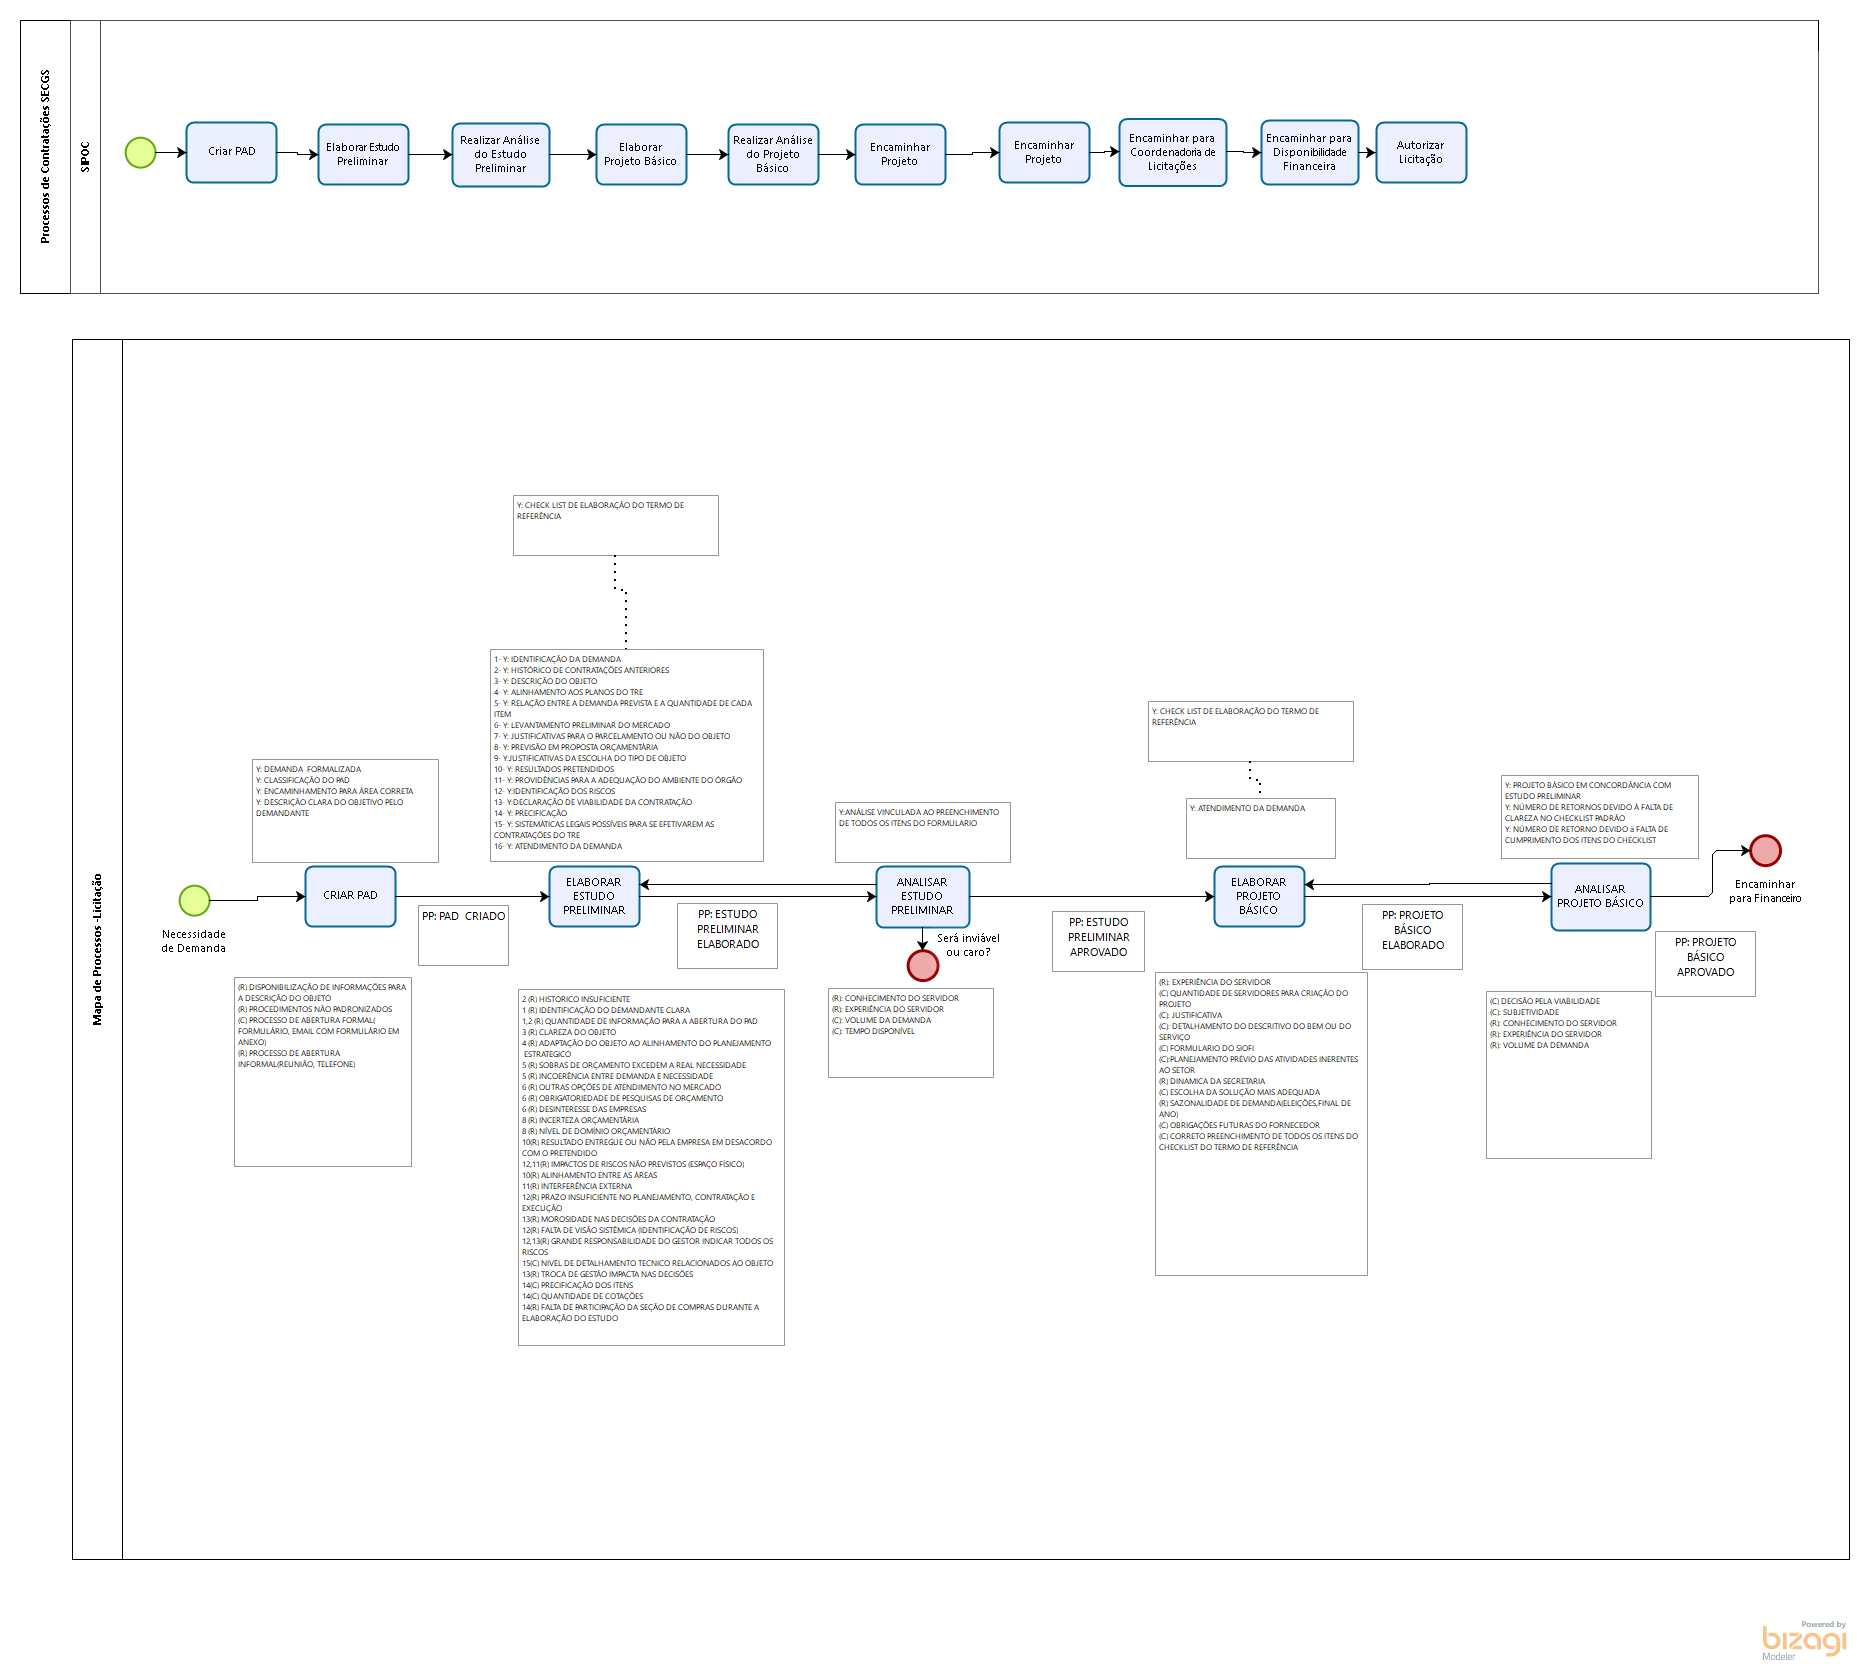 Processos de Contratações SECGS
SIPOC
Criar PAD
Elaborar Estudo
Preliminar
Realizar Análise
do Estudo
Preliminar
Elaborar
Projeto Básico
Realizar Análise
do Projeto
Básico
Encaminhar
Projeto
Encaminhar
Projeto
Encaminhar para
Coordenadoria de
Licitações
Encaminhar para
Disponibilidade
Financeira
Autorizar
Licitação
Mapa de Processos -Licitação
Y: CHECK LIST DE ELABORAÇÃO DO TERMO DE
REFERÊNCIA
1- Y: IDENTIFICAÇÃO DA DEMANDA
2- Y: HISTÓRICO DE CONTRATAÇÕES ANTERIORES
3- Y: DESCRIÇÃO DO OBJETO
4- Y: ALINHAMENTO AOS PLANOS DO TRE
5- Y: RELAÇÃO ENTRE A DEMANDA PREVISTA E A QUANTIDADE DE CADA
ITEM
6- Y: LEVANTAMENTO PRELIMINAR DO MERCADO
7- Y: JUSTIFICATIVAS PARA O PARCELAMENTO OU NÃO DO OBJETO
8- Y: PREVISÃO EM PROPOSTA ORÇAMENTÁRIA
9- Y:JUSTIFICATIVAS DA ESCOLHA DO TIPO DE OBJETO
10- Y: RESULTADOS PRETENDIDOS
11- Y: PROVIDÊNCIAS PARA A ADEQUAÇÃO DO AMBIENTE DO ÓRGÃO
12- Y:IDENTIFICAÇÃO DOS RISCOS
13- Y:DECLARAÇÃO DE VIABILIDADE DA CONTRATAÇÃO
14- Y: PRECIFICAÇÃO
15- Y: SISTEMÁTICAS LEGAIS POSSÍVEIS PARA SE EFETIVAREM AS
CONTRATAÇÕES DO TRE
16- Y: ATENDIMENTO DA DEMANDA
Y: CHECK LIST DE ELABORAÇÃO DO TERMO DE
REFERÊNCIA
Y: DEMANDA FORMALIZADA
Y: CLASSIFICAÇÃO DO PAD
Y: ENCAMINHAMENTO PARA ÁREA CORRETA
Y: DESCRIÇÃO CLARA DO OBJETIVO PELO
DEMANDANTE
Y:ANÁLISE VINCULADA AO PREENCHIMENTO
DE TODOS OS ITENS DO FORMULARIO
Y: ATENDIMENTO DA DEMANDA
Y: PROJETO BÁSICO EM CONCORDÂNCIA COM
ESTUDO PRELIMINAR
Y: NÚMERO DE RETORNOS DEVIDO À FALTA DE
CLAREZA NO CHECKLIST PADRÃO
Y: NÚMERO DE RETORNO DEVIDO à FALTA DE
CUMPRIMENTO DOS ITENS DO CHECKLIST
Necessidade
de Demanda
CRIAR PAD
PP: PAD CRIADO
ELABORAR
ESTUDO
PRELIMINAR
PP: ESTUDO
PRELIMINAR
ELABORADO
ANALISAR
ESTUDO
PRELIMINAR
Será inviável
ou caro?
PP: ESTUDO
PRELIMINAR
APROVADO
ELABORAR
PROJETO
BÁSICO
PP: PROJETO
BÁSICO
ELABORADO
ANALISAR
PROJETO BÁSICO
PP: PROJETO
BÁSICO
APROVADO
Encaminhar
para Financeiro
(R) DISPONIBILIZAÇÃO DE INFORMAÇÕES PARA
A DESCRIÇÃO DO OBJETO
(R) PROCEDIMENTOS NÃO PADRONIZADOS
(C) PROCESSO DE ABERTURA FORMAL(
FORMULÁRIO, EMAIL COM FORMULÁRIO EM
ANEXO)
(R) PROCESSO DE ABERTURA
INFORMAL(REUNIÃO, TELEFONE)
2 (R) HISTORICO INSUFICIENTE
1 (R) IDENTIFICAÇÃO DO DEMANDANTE CLARA
1,2 (R) QUANTIDADE DE INFORMAÇÃO PARA A ABERTURA DO PAD
3 (R) CLAREZA DO OBJETO
4 (R) ADAPTAÇÃO DO OBJETO AO ALINHAMENTO DO PLANEJAMENTO
ESTRATEGICO
5 (R) SOBRAS DE ORÇAMENTO EXCEDEM A REAL NECESSIDADE
5 (R) INCOERÊNCIA ENTRE DEMANDA E NECESSIDADE
6 (R) OUTRAS OPÇÕES DE ATENDIMENTO NO MERCADO
6 (R) OBRIGATORIEDADE DE PESQUISAS DE ORÇAMENTO
6 (R) DESINTERESSE DAS EMPRESAS
8 (R) INCERTEZA ORÇAMENTÁRIA
8 (R) NÍVEL DE DOMÍNIO ORÇAMENTÁRIO
10(R) RESULTADO ENTREGUE OU NÃO PELA EMPRESA EM DESACORDO
COM O PRETENDIDO
12,11(R) IMPACTOS DE RISCOS NÃO PREVISTOS (ESPAÇO FÍSICO)
10(R) ALINHAMENTO ENTRE AS ÁREAS
11(R) INTERFERÊNCIA EXTERNA
12(R) PRAZO INSUFICIENTE NO PLANEJAMENTO, CONTRATAÇÃO E
EXECUÇÃO
13(R) MOROSIDADE NAS DECISÕES DA CONTRATAÇÃO
12(R) FALTA DE VISÃO SISTÊMICA (IDENTIFICAÇÃO DE RISCOS)
12,13(R) GRANDE RESPONSABILIDADE DO GESTOR INDICAR TODOS OS
RISCOS
15(C) NIVEL DE DETALHAMENTO TECNICO RELACIONADOS AO OBJETO
13(R) TROCA DE GESTÃO IMPACTA NAS DECISÕES
14(C) PRECIFICAÇÃO DOS ITENS
14(C) QUANTIDADE DE COTAÇÕES
14(R) FALTA DE PARTICIPAÇÃO DA SEÇÃO DE COMPRAS DURANTE A
ELABORAÇÃO DO ESTUDO
(R): CONHECIMENTO DO SERVIDOR
(R): EXPERIÊNCIA DO SERVIDOR
(C): VOLUME DA DEMANDA
(C): TEMPO DISPONÍVEL
(R): EXPERIÊNCIA DO SERVIDOR
(C) QUANTIDADE DE SERVIDORES PARA CRIAÇÃO DO
PROJETO
(C): JUSTIFICATIVA
(C): DETALHAMENTO DO DESCRITIVO DO BEM OU DO
SERVIÇO
(C) FORMULARIO DO SIOFI
(C):PLANEJAMENTO PRÉVIO DAS ATIVIDADES INERENTES
AO SETOR
(R) DINAMICA DA SECRETARIA
(C) ESCOLHA DA SOLUÇÃO MAIS ADEQUADA
(R) SAZONALIDADE DE DEMANDA(ELEIÇÕES,FINAL DE
ANO)
(C) OBRIGAÇÕES FUTURAS DO FORNECEDOR
(C) CORRETO PREENCHIMENTO DE TODOS OS ITENS DO
CHECKLIST DO TERMO DE REFERÊNCIA
(C) DECISÃO PELA VIABILIDADE
(C): SUBJETIVIDADE
(R): CONHECIMENTO DO SERVIDOR
(R): EXPERIÊNCIA DO SERVIDOR
(R): VOLUME DA DEMANDA
Powered by
bizagi
Modeler